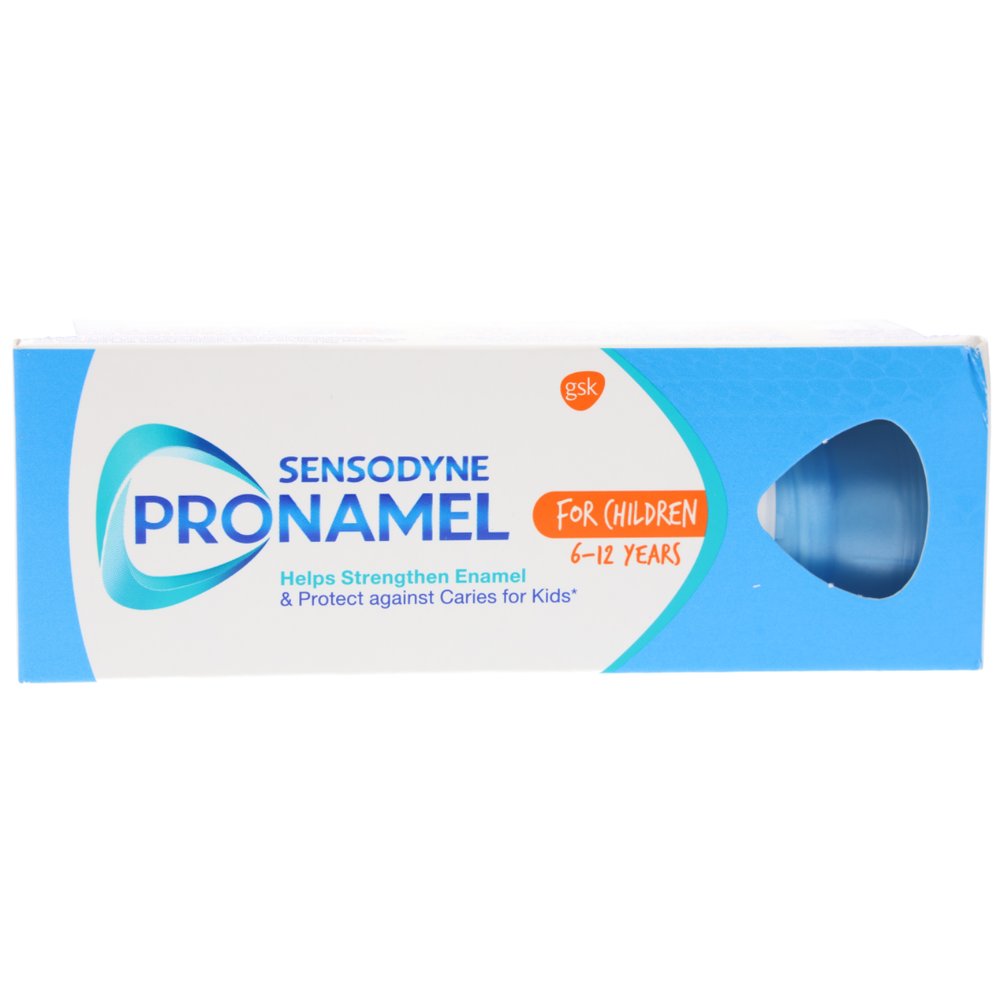 gsk
SENSODYNE
PRONAMEL
FOR CHILDREN
6-12 YEARS
Helps Strengthen Enamel
& Protect against Caries for Kids*